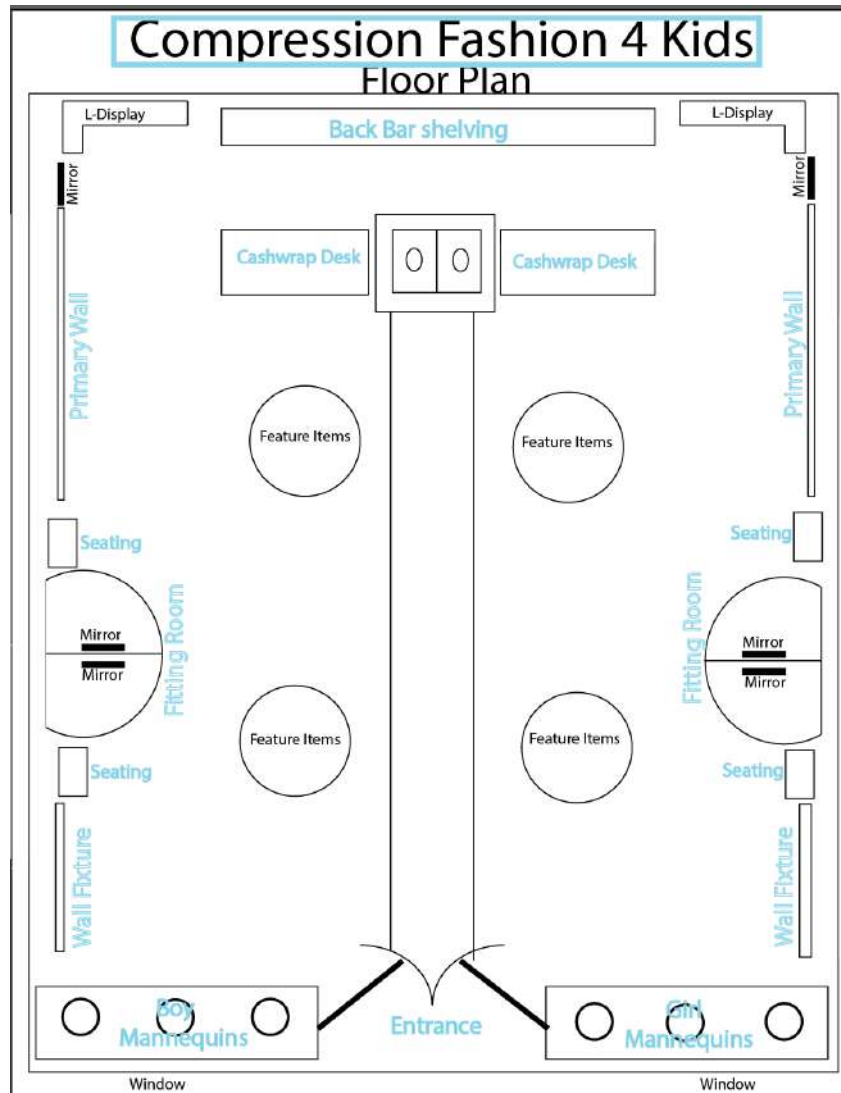 Compression Fashion 4 Kids
Floor Plan
L-Display
Back Bar shelving
L-Display
Mirror
Mirror
Cashwrap Desk
Cashwrap Desk
Primary Wall
Primary Wall
Feature Items
Feature Items
Seating
Seating
Fitting Room
Mirror
Mirror
Fitting Room
Mirror
Mirror
Feature Items
Feature Items
Seating
Seating
Wall Fixture
Wall Fixture
Boy
Mannequins
Entrance
Girl
Mannequins
Window
Window